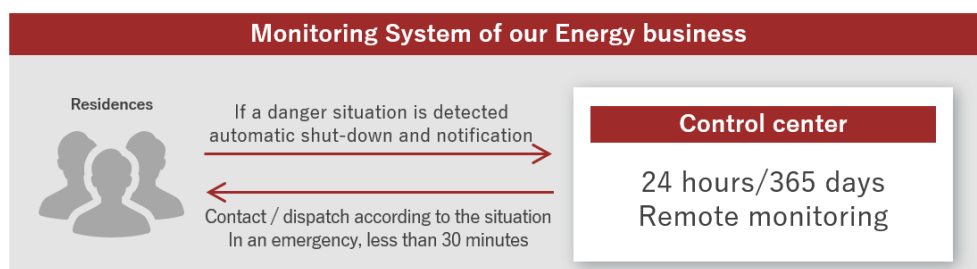 Monitoring System of our Energy business
Residences
If a danger situation is detected
automatic shut-down and notification
Contact / dispatch according to the situation
In an emergency, less than 30 minutes
Control center
24 hours/365 days
Remote monitoring